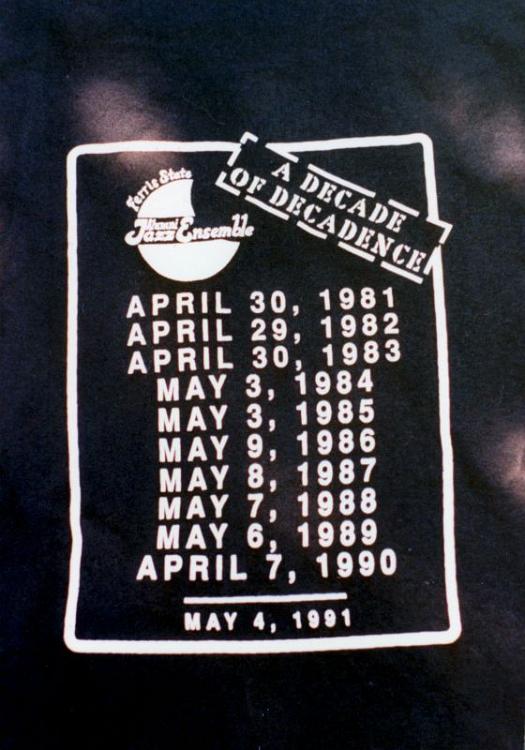 Ferris State
Alumni
Jazz Ensemble
A DECADE
OF DECADENCE
APRIL 30, 1981
APRIL 29, 1982
APRIL 30, 1983
MAY 3, 1984
MAY 3, 1985
MAY 9, 1986
MAY 8, 1987
MAY 7, 1988
MAY 6, 1989
APRIL 7, 1990
MAY 4, 1991